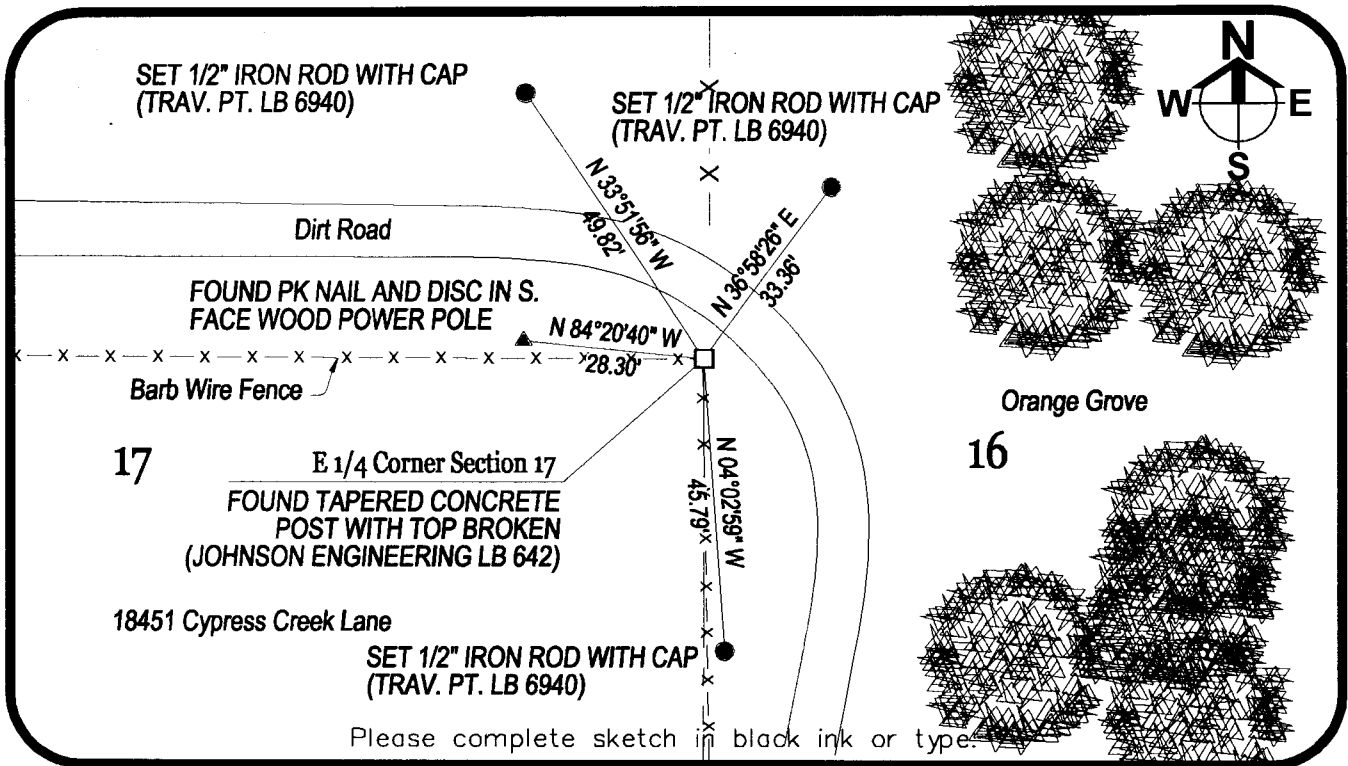 SET 1/2" IRON ROD WITH CAP
(TRAV. PT. LB 6940)
SET 1/2" IRON ROD WITH CAP
(TRAV. PT. LB 6940)
N
W
E
S
N 33°51'56" W
49.82'
N 36°58'26" E
33.36'
Dirt Road
FOUND PK NAIL AND DISC IN S.
FACE WOOD POWER POLE
N 84°20'40" W
28.30'
Barb Wire Fence
Orange Grove
17
16
E 1/4 Corner Section 17
FOUND TAPERED CONCRETE
POST WITH TOP BROKEN
(JOHNSON ENGINEERING LB 642)
N 04°02'59" W
45.79'
18451 Cypress Creek Lane
SET 1/2" IRON ROD WITH CAP
(TRAV. PT. LB 6940)
Please complete sketch in black ink or type.